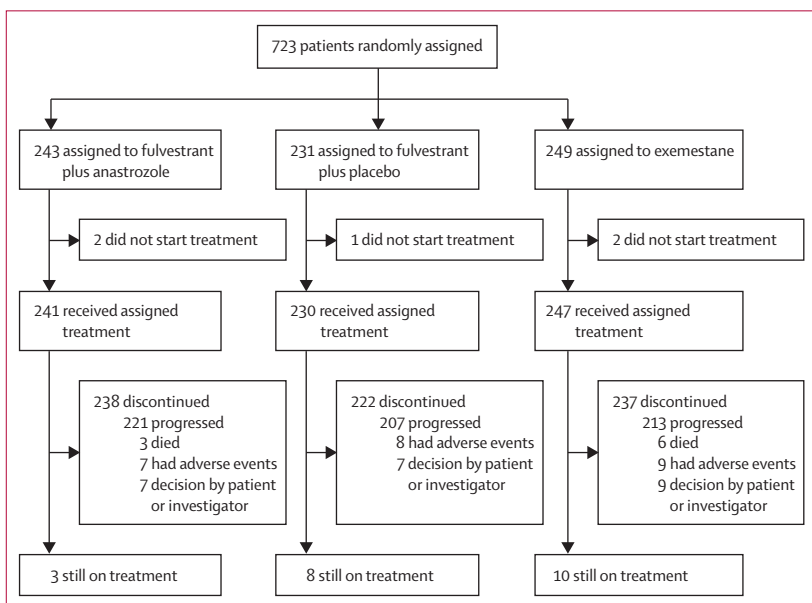 723 patients randomly assigned
243 assigned to fulvestrant
plus anastrozole
231 assigned to fulvestrant
plus placebo
249 assigned to exemestane
2 did not start treatment
1 did not start treatment
2 did not start treatment
241 received assigned
treatment
230 received assigned
treatment
247 received assigned
treatment
238 discontinued
221 progressed
3 died
7 had adverse events
7 decision by patient
or investigator
222 discontinued
207 progressed
8 had adverse events
7 decision by patient
or investigator
237 discontinued
213 progressed
6 died
9 had adverse events
9 decision by patient
or investigator
3 still on treatment
8 still on treatment
10 still on treatment